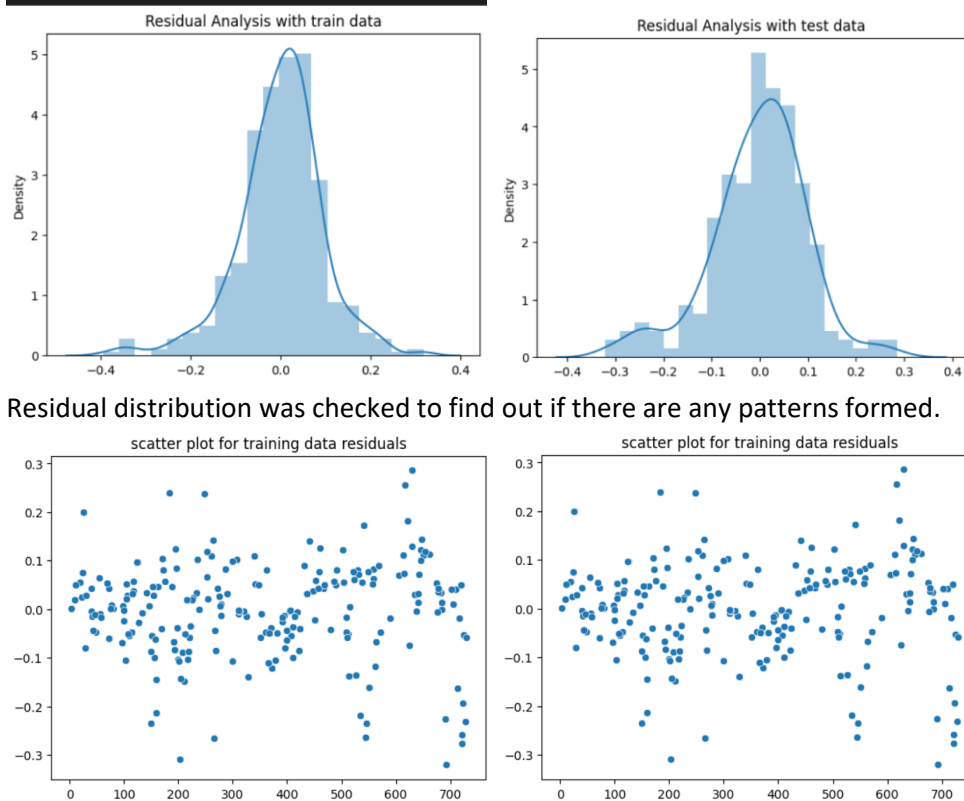 Residual Analysis with train data
Residual Analysis with test data
5
4
3
2
1
0
Density
−0.4 −0.2 0.0 0.2 0.4
5
4
3
2
1
0
Density
−0.4 −0.3 −0.2 −0.1 0.0 0.1 0.2 0.3 0.4
Residual distribution was checked to find out if there are any patterns formed.
scatter plot for training data residuals
scatter plot for training data residuals
0.3
0.2
0.1
0.0
−0.1
−0.2
−0.3
0 100 200 300 400 500 600 700
0.3
0.2
0.1
0.0
−0.1
−0.2
−0.3
0 100 200 300 400 500 600 700